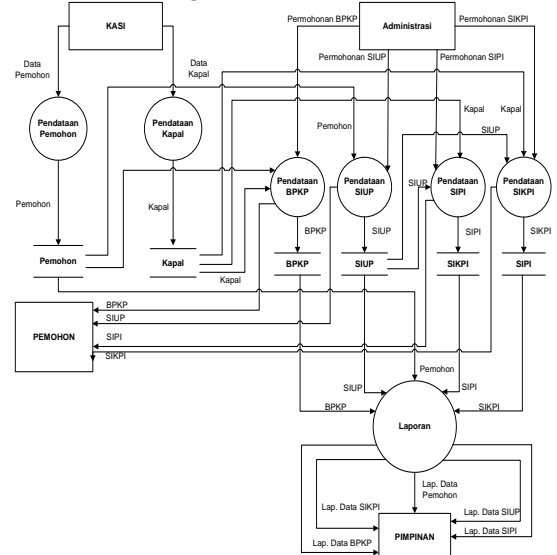 KASI
Administrasi
Permohonan BPKP
Permohonan SIKPI
Permohonan SIUP
Permohonan SIPI
Data
Pemohon
Data
Kapal
Kapal
Kapal
Pendataan
Pemohon
Pendataan
Kapal
Pemohon
SIUP
Pendataan
BPKP
Pendataan
SIUP
SIUP
Pendataan
SIPI
Pendataan
SIKPI
Pemohon
Kapal
BPKP
SIUP
SIPI
SIKPI
Pemohon
Kapal
BPKP
SIUP
SIKPI
SIPI
Kapal
PEMOHON
BPKP
SIUP
SIPI
SIKPI
Pemohon
SIUP
SIPI
BPKP
SIKPI
Laporan
Lap. Data
Pemohon
Lap. Data SIKPI
Lap. Data SIUP
Lap. Data SIPI
Lap. Data BPKP
PIMPINAN